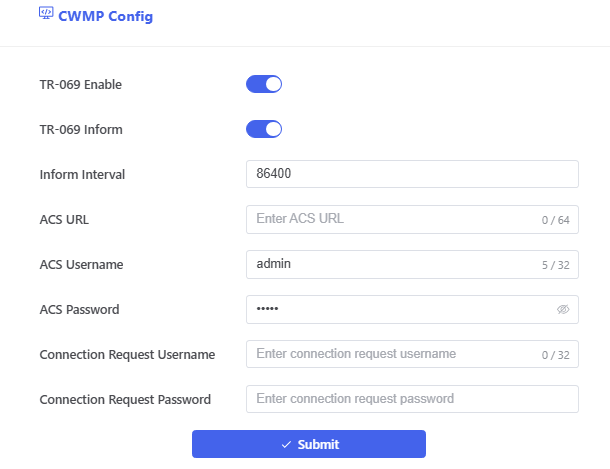 CWMP Config
TR-069 Enable
TR-069 Inform
Inform Interval 86400
ACS URL Enter ACS URL 0 / 64
ACS Username admin 5 / 32
ACS Password •••••
Connection Request Username Enter connection request username 0 / 32
Connection Request Password Enter connection request password
Submit